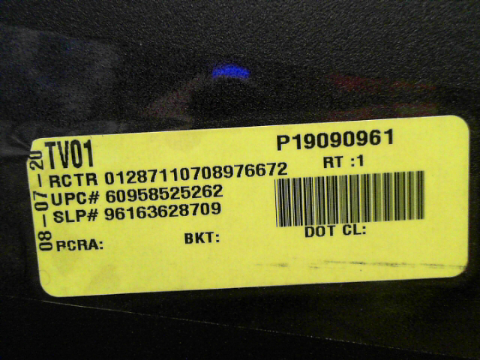 08-07-20
TV01
P19090961
RT :1
RCTR 01287110708976672
UPC# 60958525262
SLP# 96163628709
RCRA:
BKT:
DOT CL: